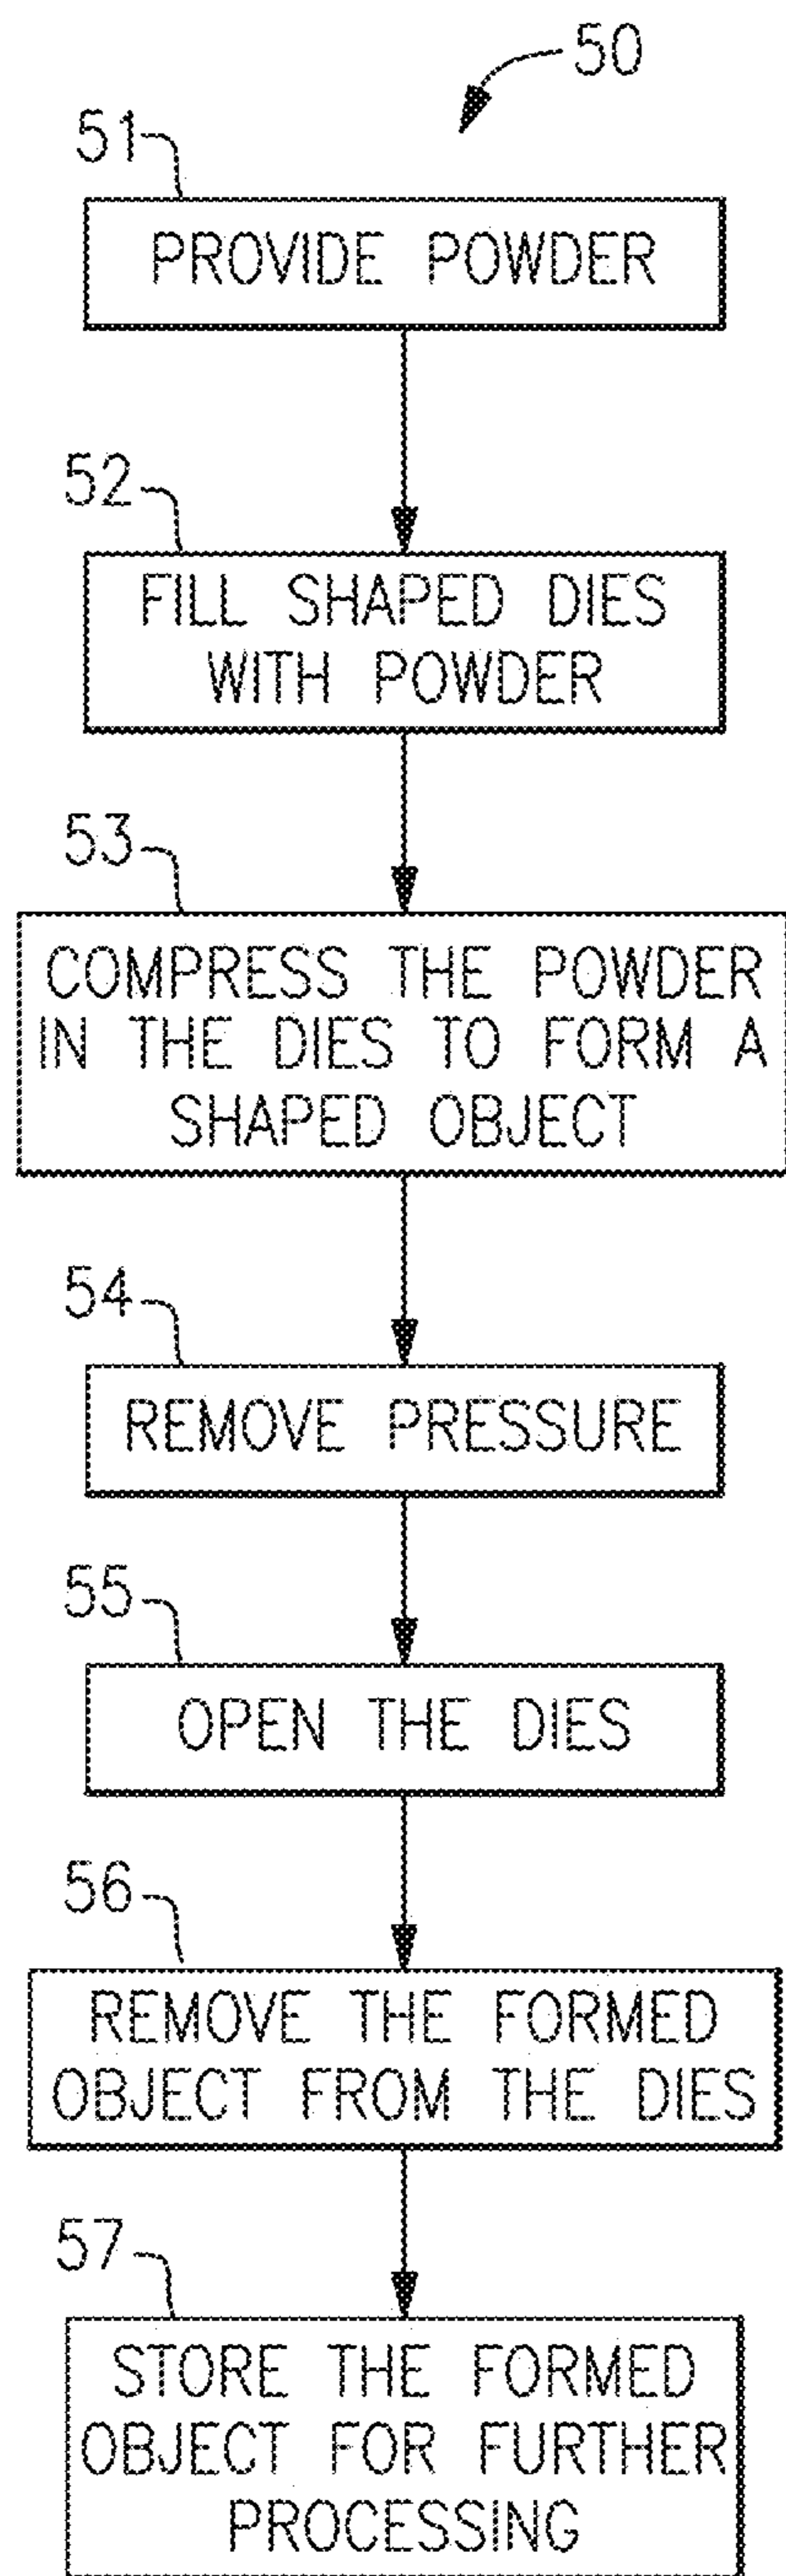 50
51
PROVIDE POWDER
52
FILL SHAPED DIES
WITH POWDER
53
COMPRESS THE POWDER
IN THE DIES TO FORM A
SHAPED OBJECT
54
REMOVE PRESSURE
55
OPEN THE DIES
56
REMOVE THE FORMED
OBJECT FROM THE DIES
57
STORE THE FORMED
OBJECT FOR FURTHER
PROCESSING